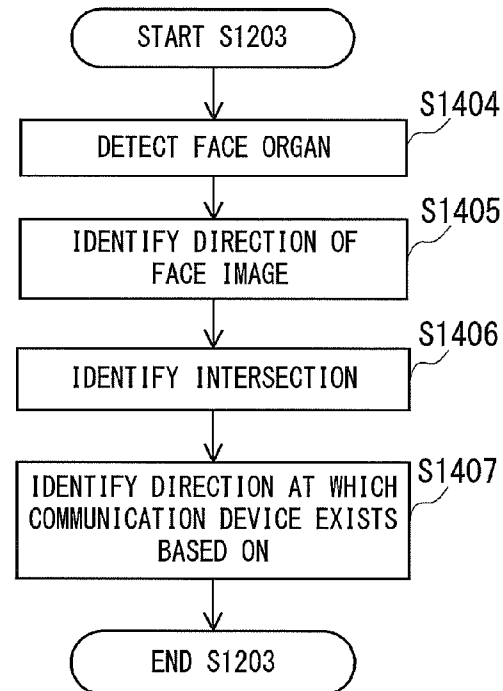 START S1203
S1404
DETECT FACE ORGAN
S1405
IDENTIFY DIRECTION OF
FACE IMAGE
S1406
IDENTIFY INTERSECTION
S1407
IDENTIFY DIRECTION AT WHICH
COMMUNICATION DEVICE EXISTS
BASED ON
END S1203